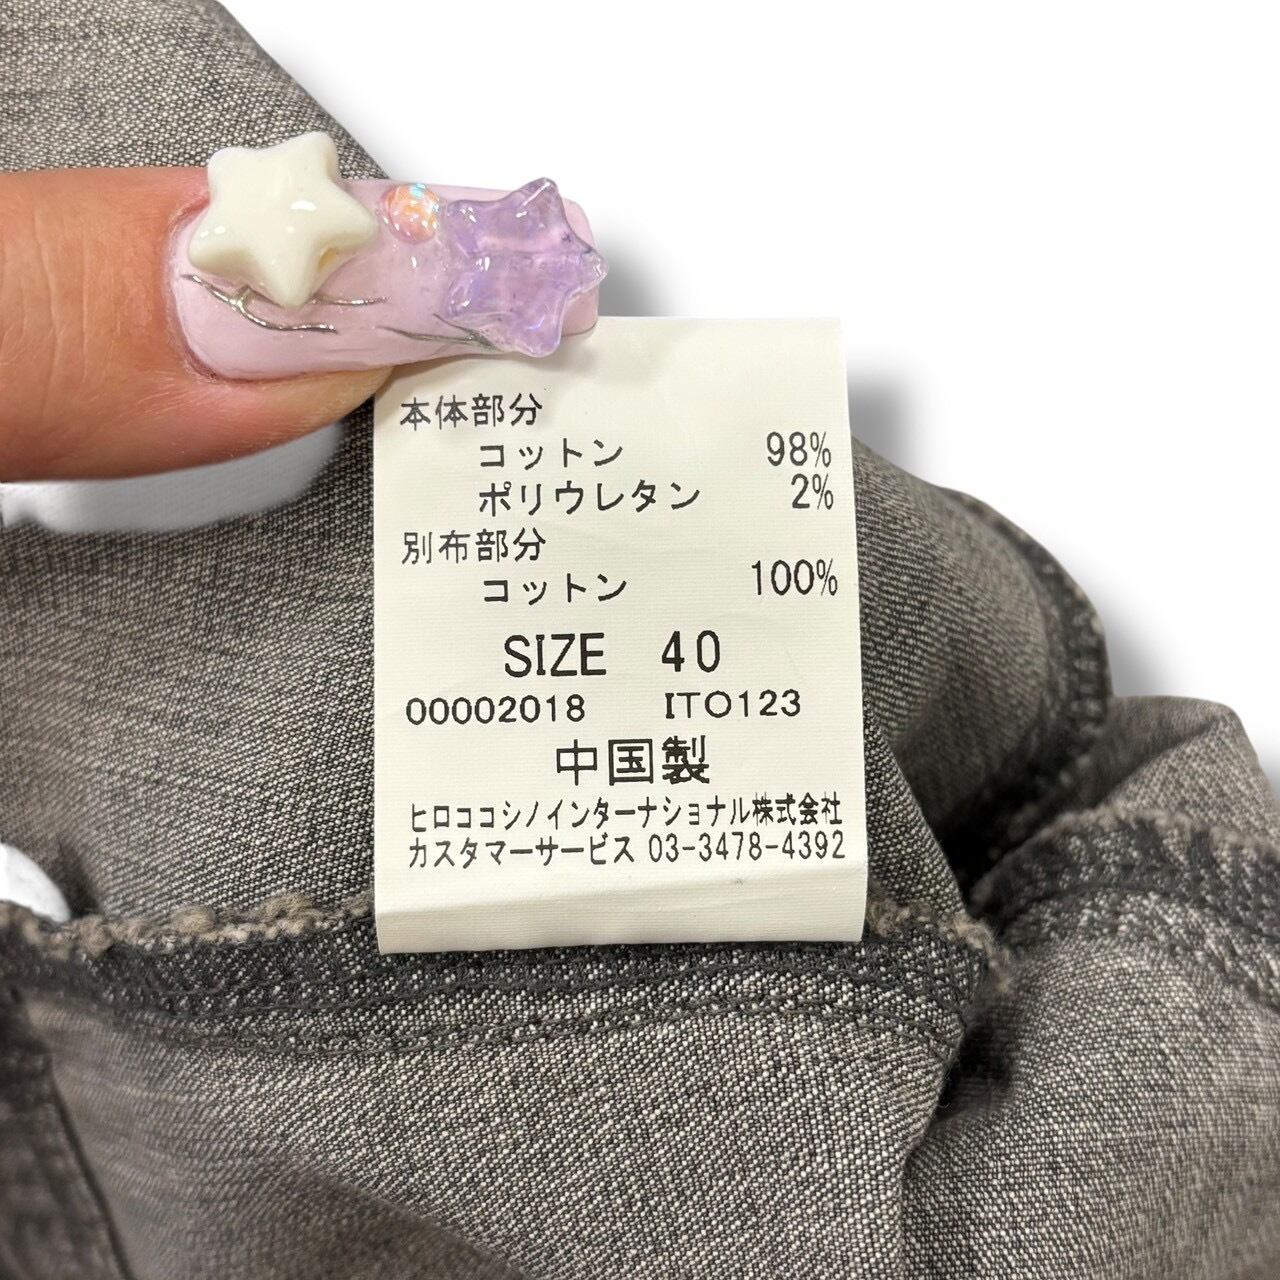 本体部分
コットン 98%
ポリウレタン 2%
別布部分
コットン 100%
SIZE 40
00002018 ITO123
中国製
ヒロココシノインターナショナル株式会社
カスタマーサービス 03-3478-4392